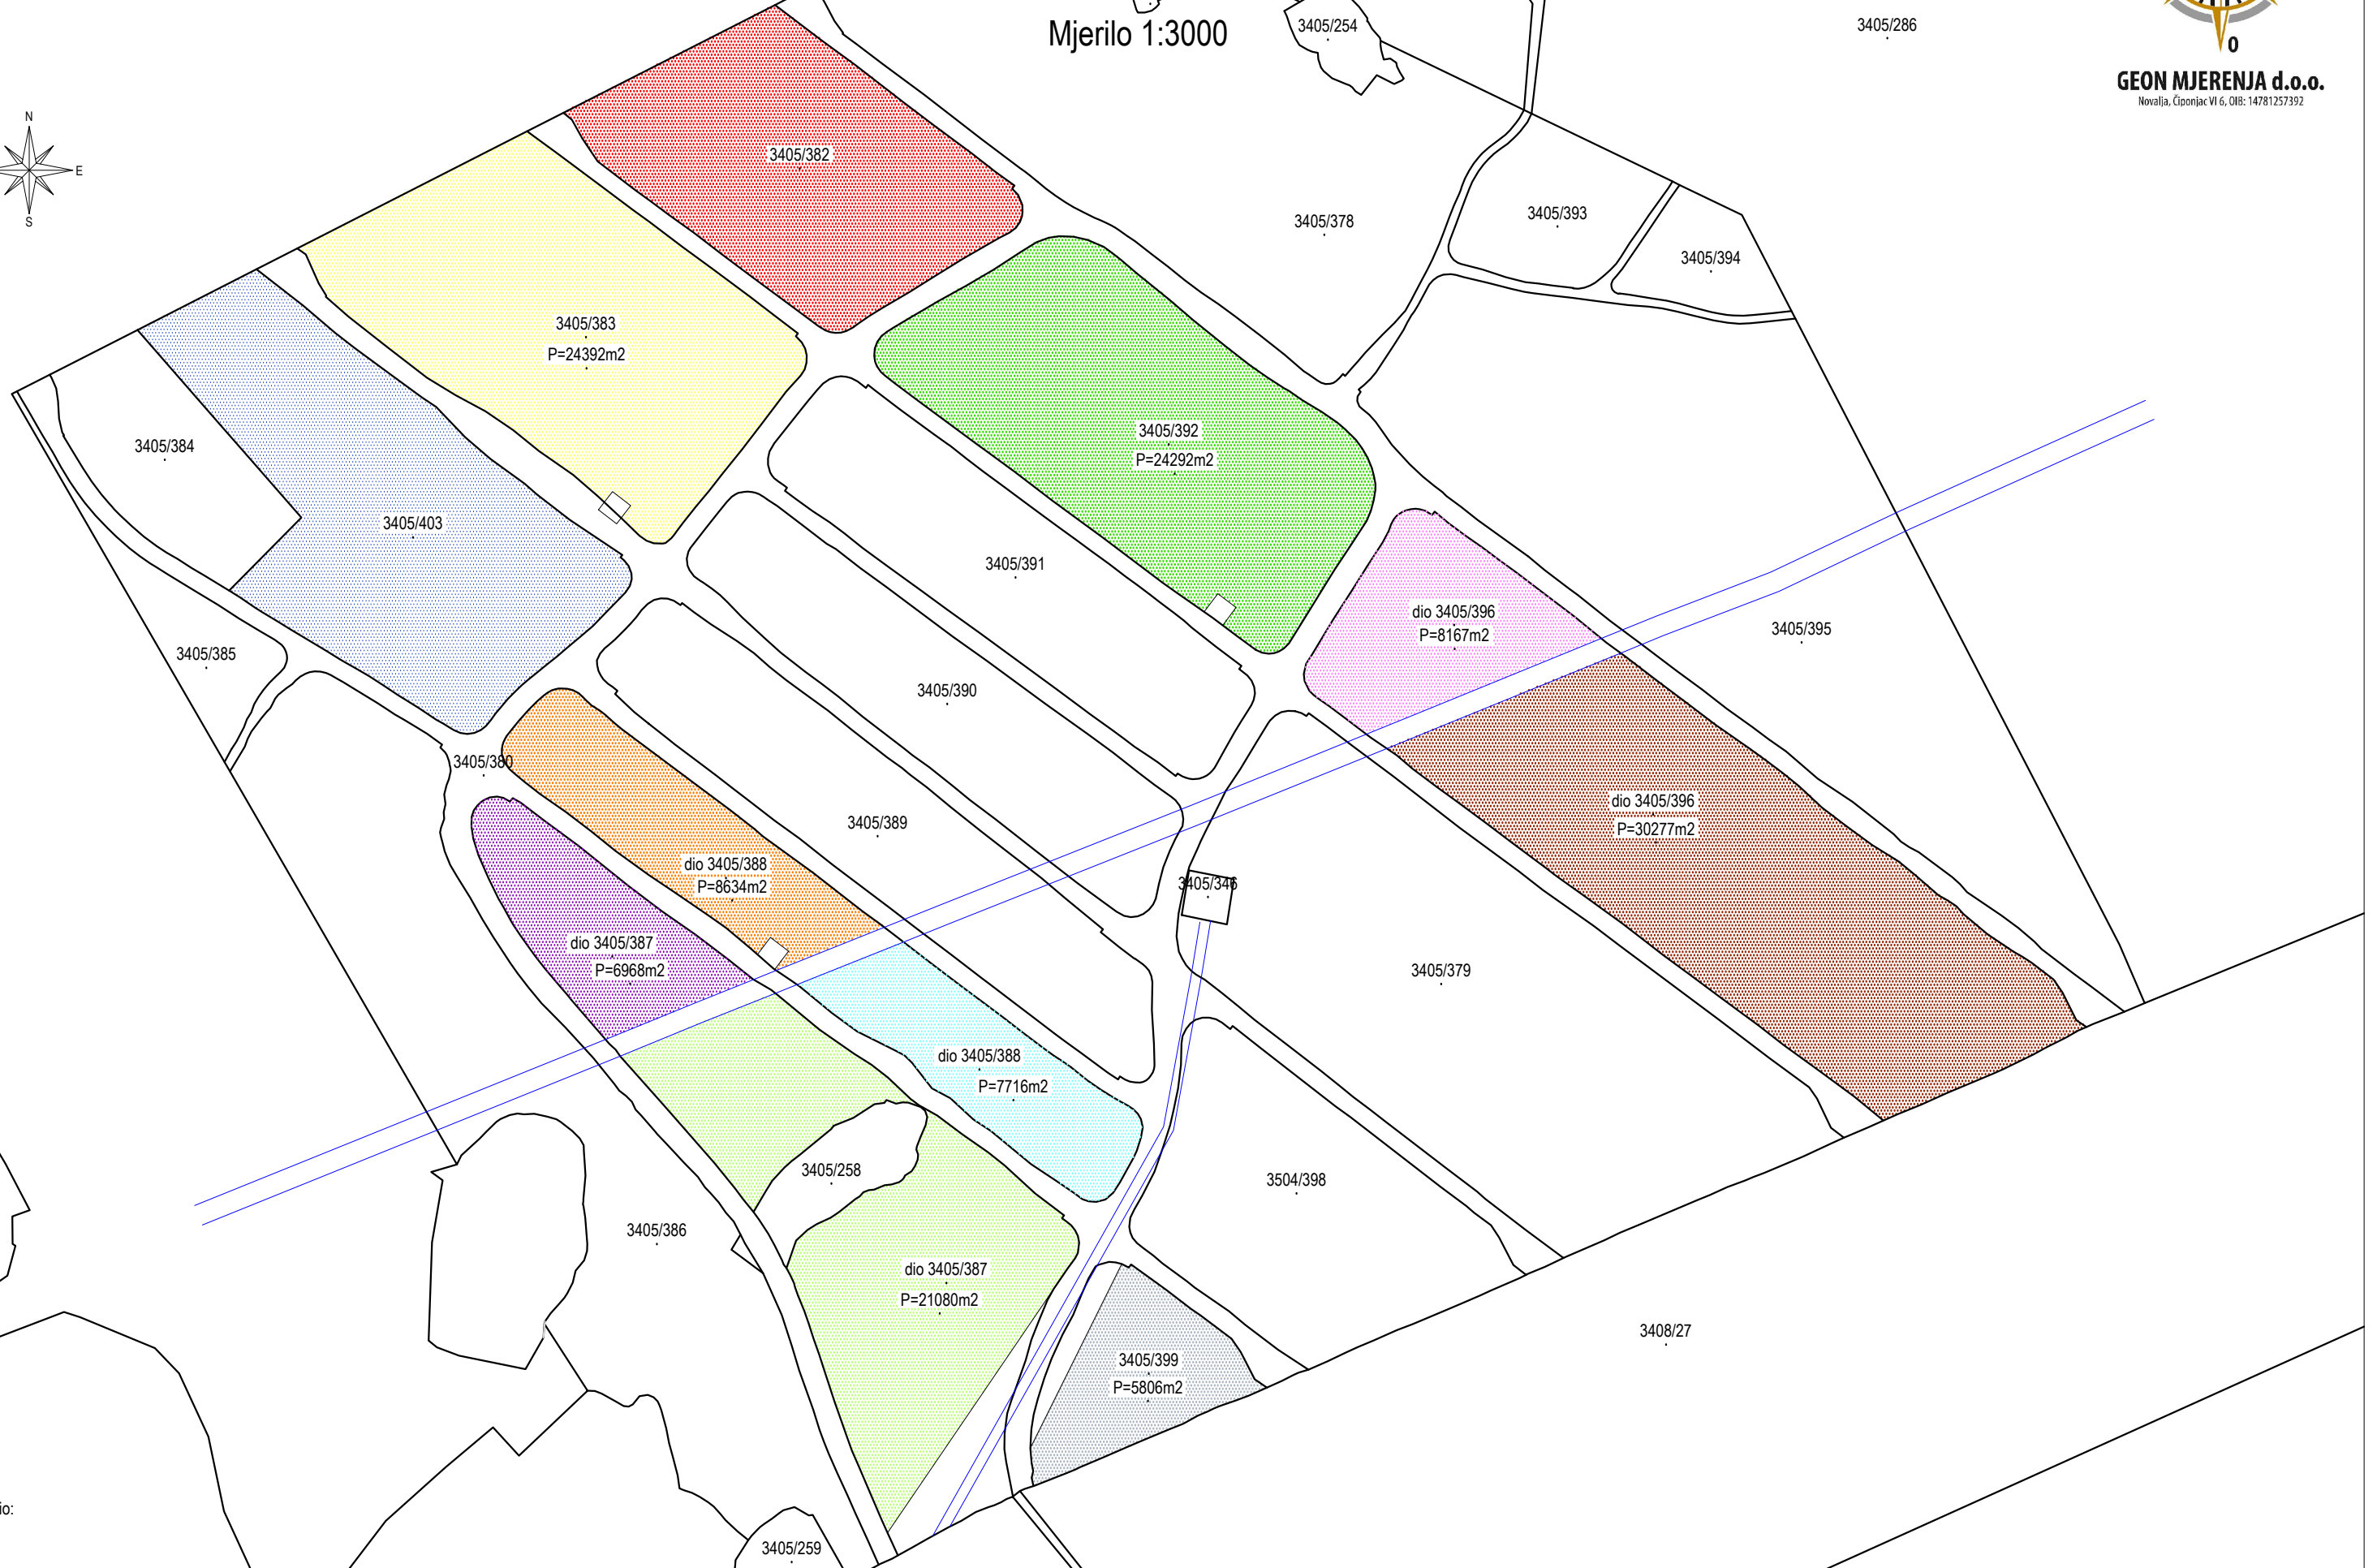 Mjerilo 1:3000
3405/254
3405/286
O
GEON MJERENJA d.o.o.
Novalja, Čiponjac VI 6, OIB: 14781257392
N
E
S
3405/382
3405/378
3405/393
3405/394
3405/383
P=24392m2
3405/384
3405/392
P=24292m2
3405/403
3405/391
dio 3405/396
P=8167m2
3405/395
3405/385
3405/390
3405/380
3405/389
dio 3405/396
P=30277m2
dio 3405/388
P=8634m2
3405/346
dio 3405/387
P=6968m2
3405/379
dio 3405/388
P=7716m2
3405/258
3504/398
3405/386
dio 3405/387
P=21080m2
3408/27
3405/399
P=5806m2
io:
3405/259